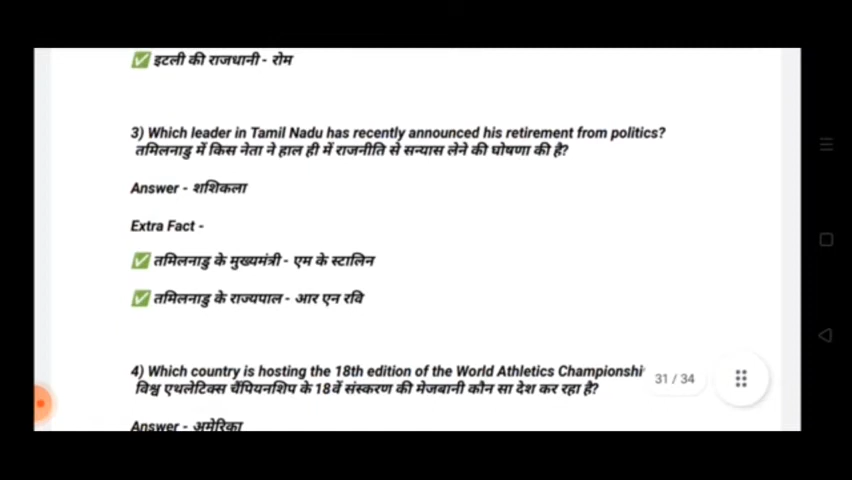 ✅ इटली की राजधानी - रोम
3) Which leader in Tamil Nadu has recently announced his retirement from politics?
तमिलनाडु में किस नेता ने हाल ही में राजनीति से सन्यास लेने की घोषणा की है?
Answer - शशिकला
Extra Fact -
✅ तमिलनाडु के मुख्यमंत्री - एम के स्टालिन
✅ तमिलनाडु के राज्यपाल - आर एन रवि
4) Which country is hosting the 18th edition of the World Athletics Championshi
31 / 34
विश्व एथलेटिक्स चैंपियनशिप के 18वें संस्करण की मेजबानी कौन सा देश कर रहा है?
Answer - अमेरिका